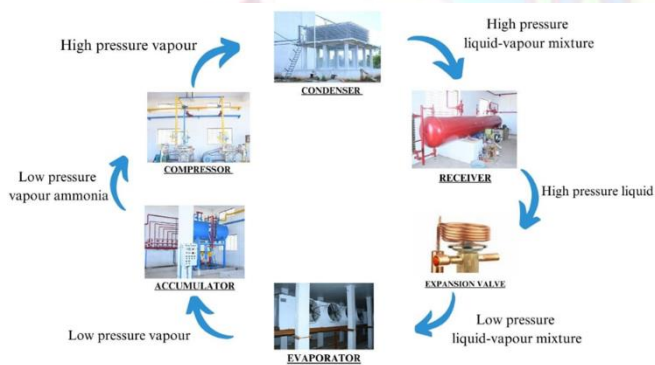 High pressure vapour
CONDENSER
High pressure
liquid-vapour mixture
RECEIVER
High pressure liquid
EXPANSION VALVE
Low pressure
liquid-vapour mixture
EVAPORATOR
Low pressure vapour
ACCUMULATOR
Low pressure
vapour ammonia
COMPRESSOR